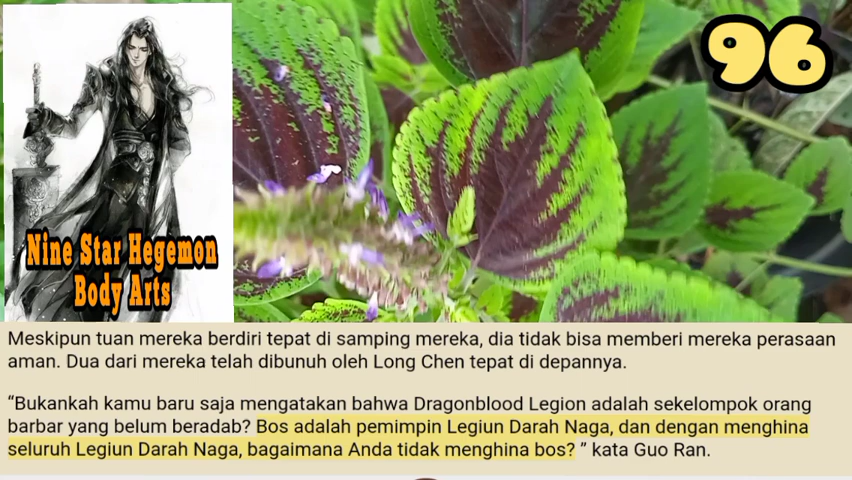 96
Nine Star Hegemon
Body Arts
Meskipun tuan mereka berdiri tepat di samping mereka, dia tidak bisa memberi mereka perasaan
aman. Dua dari mereka telah dibunuh oleh Long Chen tepat di depannya.
“Bukankah kamu baru saja mengatakan bahwa Dragonblood Legion adalah sekelompok orang
barbar yang belum beradab? Bos adalah pemimpin Legiun Darah Naga, dan dengan menghina
seluruh Legiun Darah Naga, bagaimana Anda tidak menghina bos? ” kata Guo Ran.